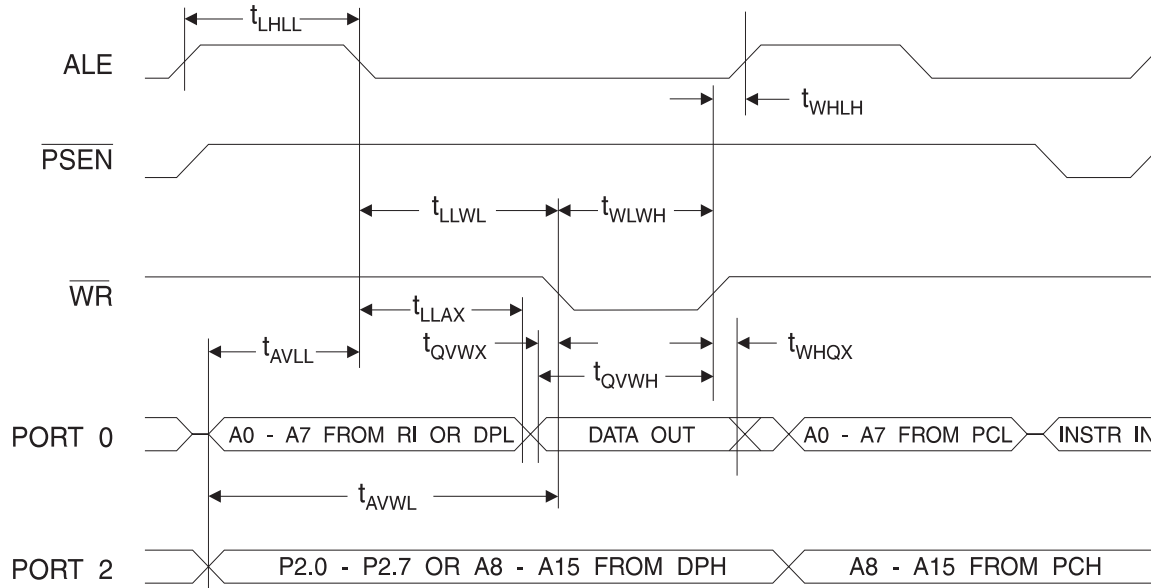 tLHLL
ALE
tWHLH
PSEN
tLLWL
tWLWH
WR
tLLAX
tAVLL
tQVWX
tWHQX
tQVWH
PORT 0
A0 - A7 FROM RI OR DPL
DATA OUT
A0 - A7 FROM PCL
INSTR IN
tAVWL
PORT 2
P2.0 - P2.7 OR A8 - A15 FROM DPH
A8 - A15 FROM PCH